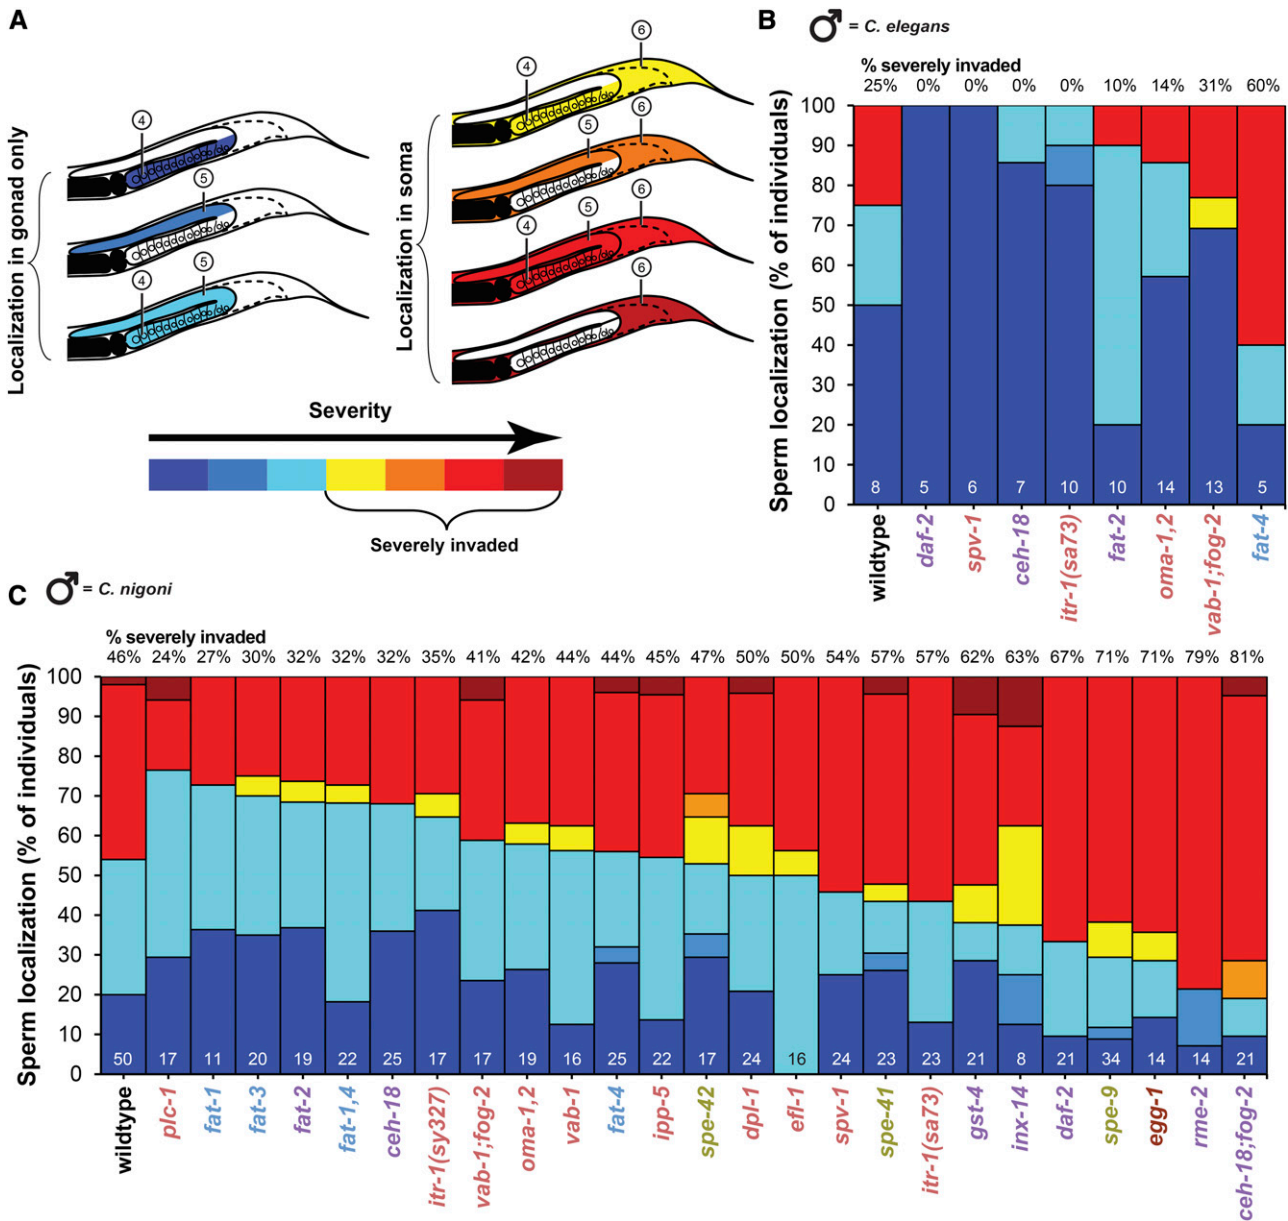 A
Localization in gonad only
4
5
4
5
Localization in soma
4
6
5
6
4
5
6
6
Severity
Severely invaded
B
♂ = C. elegans
% severely invaded
25% 0% 0% 0% 0% 10% 14% 31% 60%
Sperm localization (% of individuals)
100
90
80
70
60
50
40
30
20
10
0
8 5 6 7 10 10 14 13 5
wildtype
daf-2
spv-1
ceh-18
itr-1(sa73)
fat-2
oma-1,2
vab-1;fog-2
fat-4
C
♂ = C. nigoni
% severely invaded
46% 24% 27% 30% 32% 32% 32% 35% 41% 42% 44% 44% 45% 47% 50% 50% 54% 57% 57% 62% 63% 67% 71% 71% 79% 81%
Sperm localization (% of individuals)
100
90
80
70
60
50
40
30
20
10
0
50 17 11 20 19 22 25 17 17 19 16 25 22 17 24 16 24 23 23 21 8 21 34 14 14 21
wildtype
plc-1
fat-1
fat-3
fat-2
fat-1,4
ceh-18
itr-1(sy327)
vab-1;fog-2
oma-1,2
vab-1
fat-4
ipp-5
spe-42
dpl-1
efl-1
spv-1
spe-41
itr-1(sa73)
gst-4
inx-14
daf-2
spe-9
egg-1
rme-2
ceh-18;fog-2